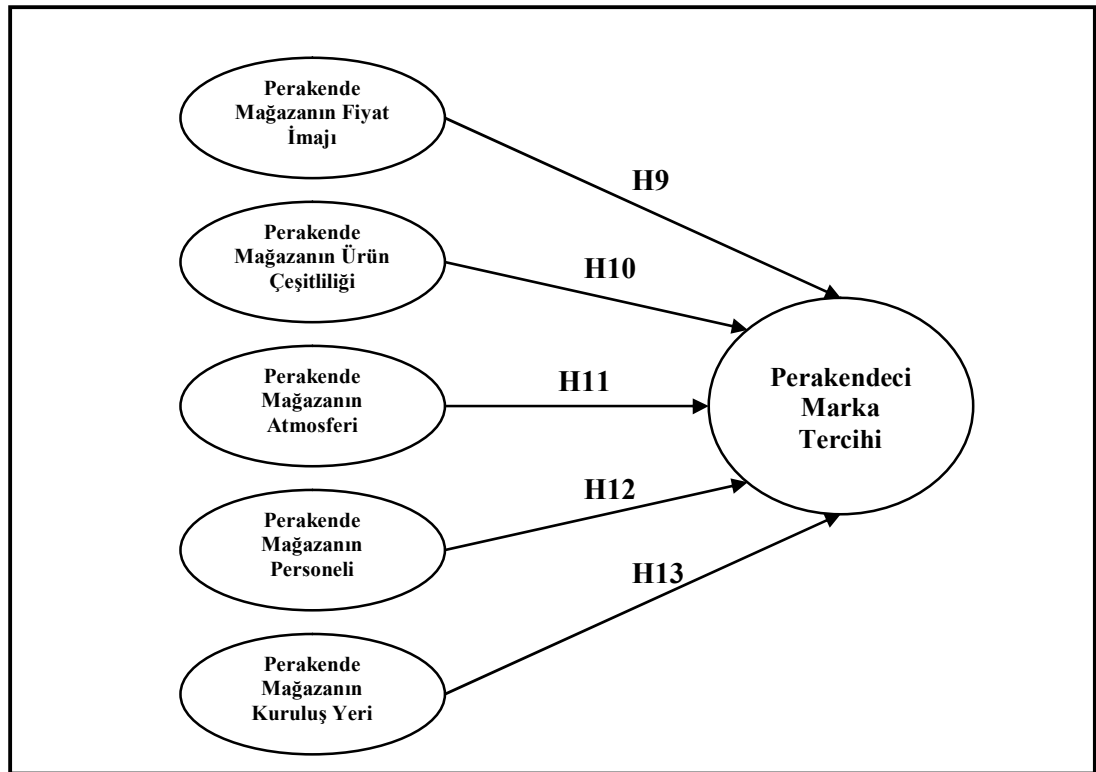 Perakende
Mağazanın Fiyat
İmajı
H9
Perakende
Mağazanın Ürün
Çeşitliliği
H10
Perakende
Mağazanın
Atmosferi
H11
Perakendeci
Marka
Tercihi
Perakende
Mağazanın
Personeli
H12
H13
Perakende
Mağazanın
Kuruluş Yeri